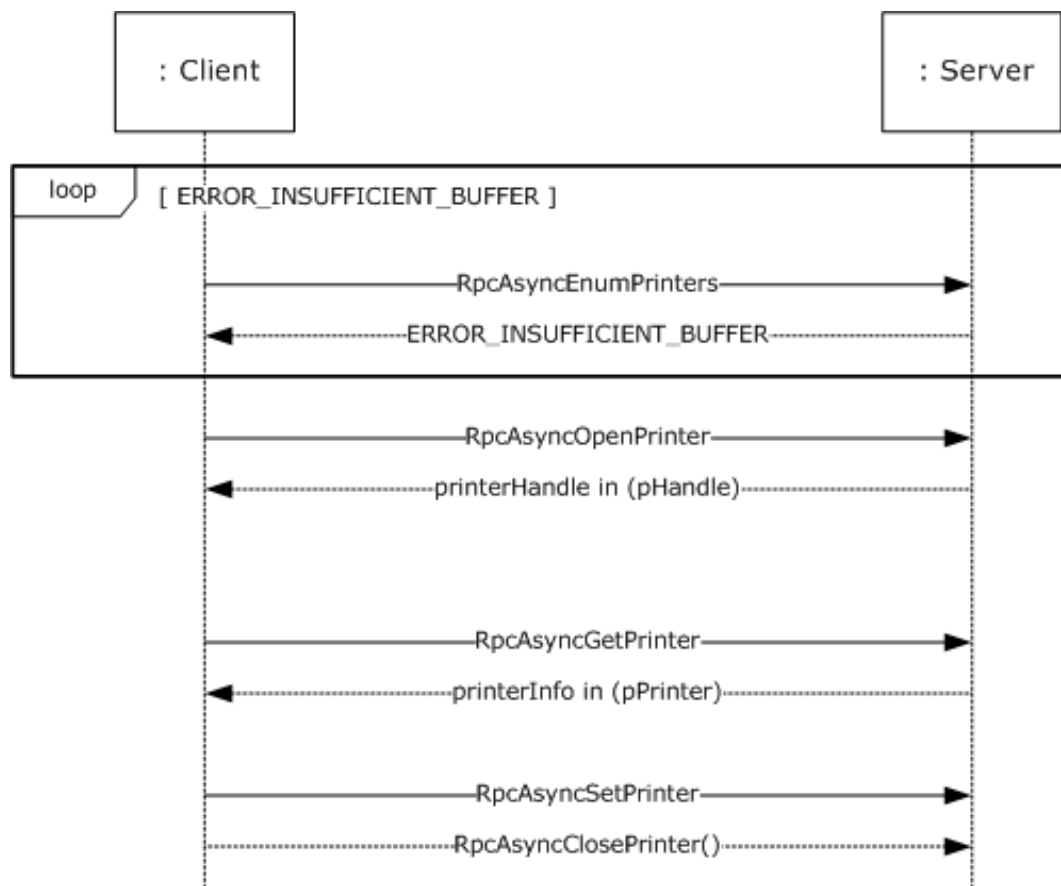 : Client
: Server
loop
[ ERROR_INSUFFICIENT_BUFFER ]
RpcAsyncEnumPrinters
ERROR_INSUFFICIENT_BUFFER
RpcAsyncOpenPrinter
printerHandle in (pHandle)
RpcAsyncGetPrinter
printerInfo in (pPrinter)
RpcAsyncSetPrinter
RpcAsyncClosePrinter()